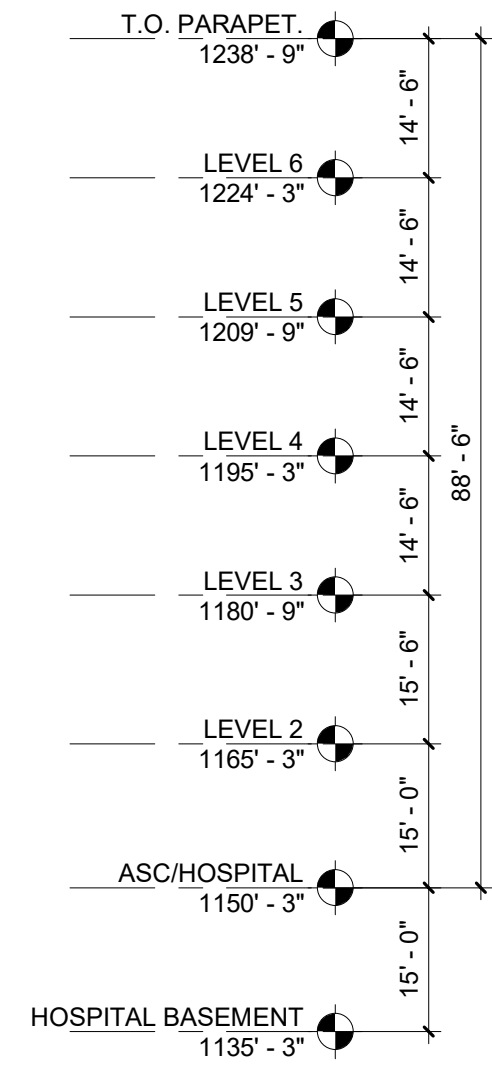 T.O. PARAPET.
1238' - 9"
14' - 6"
LEVEL 6
1224' - 3"
14' - 6"
LEVEL 5
1209' - 9"
14' - 6"
LEVEL 4
1195' - 3"
88' - 6"
14' - 6"
LEVEL 3
1180' - 9"
15' - 6"
LEVEL 2
1165' - 3"
15' - 0"
ASC/HOSPITAL
1150' - 3"
15' - 0"
HOSPITAL BASEMENT
1135' - 3"